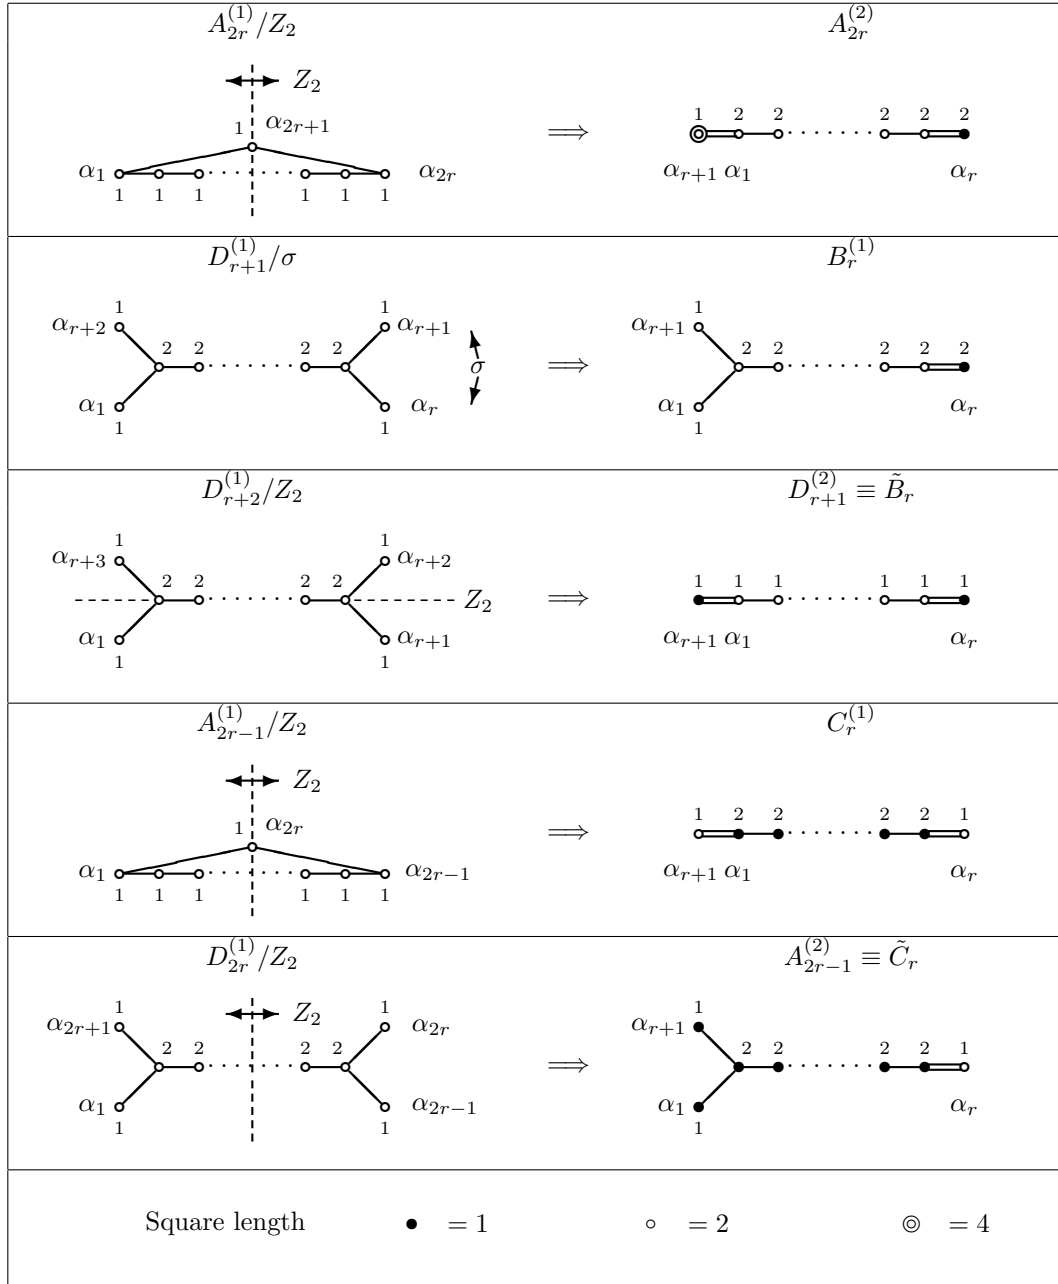 A_{2r}^{(1)}/Z_2 A_{2r}^{(2)}
Z_2
1 α_{2r+1} ⟹ 1 2 2 2 2 2
α_1 α_{2r} α_{r+1} α_1 α_r
1 1 1 1 1 1
D_{r+1}^{(1)}/σ B_r^{(1)}
1 1 1
α_{r+2} α_{r+1} α_{r+1}
2 2 2 2 σ ⟹ 2 2 2 2 2
α_1 α_r α_1 α_r
1 1 1
D_{r+2}^{(1)}/Z_2 D_{r+1}^{(2)} ≡ B̃_r
1 1
α_{r+3} α_{r+2}
2 2 2 2 Z_2 ⟹ 1 1 1 1 1 1
α_1 α_{r+1} α_{r+1} α_1 α_r
1 1
A_{2r-1}^{(1)}/Z_2 C_r^{(1)}
Z_2
1 α_{2r} ⟹ 1 2 2 2 2 1
α_1 α_{2r-1} α_{r+1} α_1 α_r
1 1 1 1 1 1
D_{2r}^{(1)}/Z_2 A_{2r-1}^{(2)} ≡ C̃_r
1 Z_2 1 1
α_{2r+1} α_{2r} α_{r+1}
2 2 2 2 ⟹ 2 2 2 2 1
α_1 α_{2r-1} α_1 α_r
1 1 1
Square length ● = 1 ○ = 2 ◎ = 4